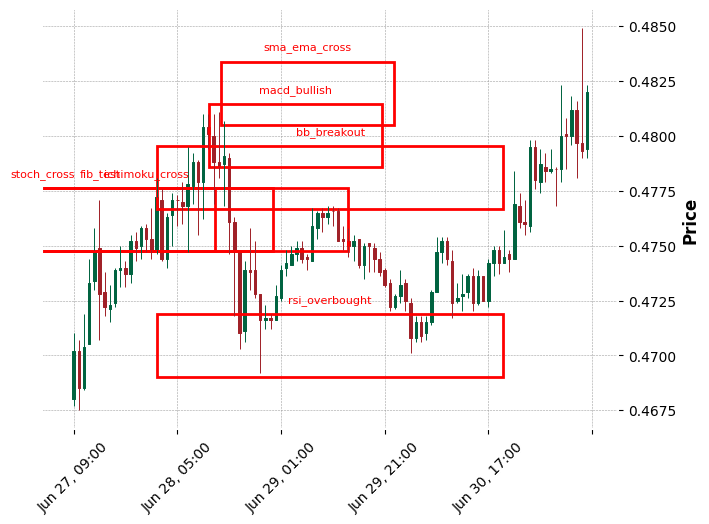 sma_ema_cross
macd_bullish
bb_breakout
stoch_cross
ichimoku_cross
rsi_overbought
0.4850
0.4825
0.4800
0.4775
0.4750
0.4725
0.4700
0.4675
Price
Jun 27, 09:00
Jun 28, 05:00
Jun 29, 01:00
Jun 29, 21:00
Jun 30, 17:00